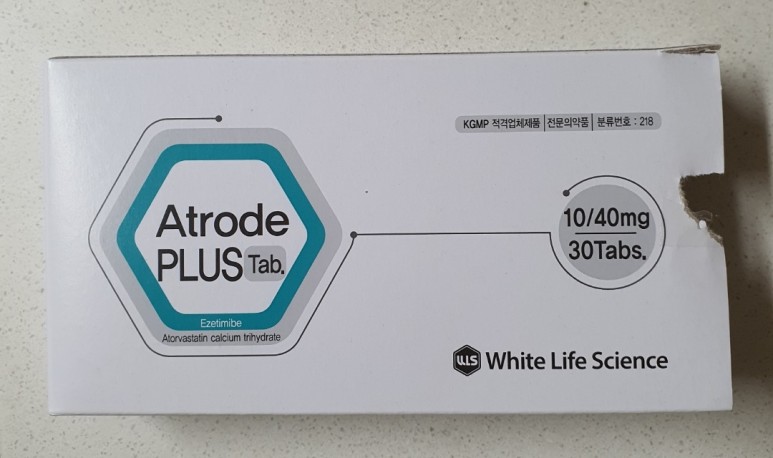 KGMP 적격업체제품 | 전문의약품 | 분류번호 : 218
Atrode
PLUS Tab.
Ezetimibe
Atorvastatin calcium trihydrate
10/40mg
30Tabs.
WLS White Life Science